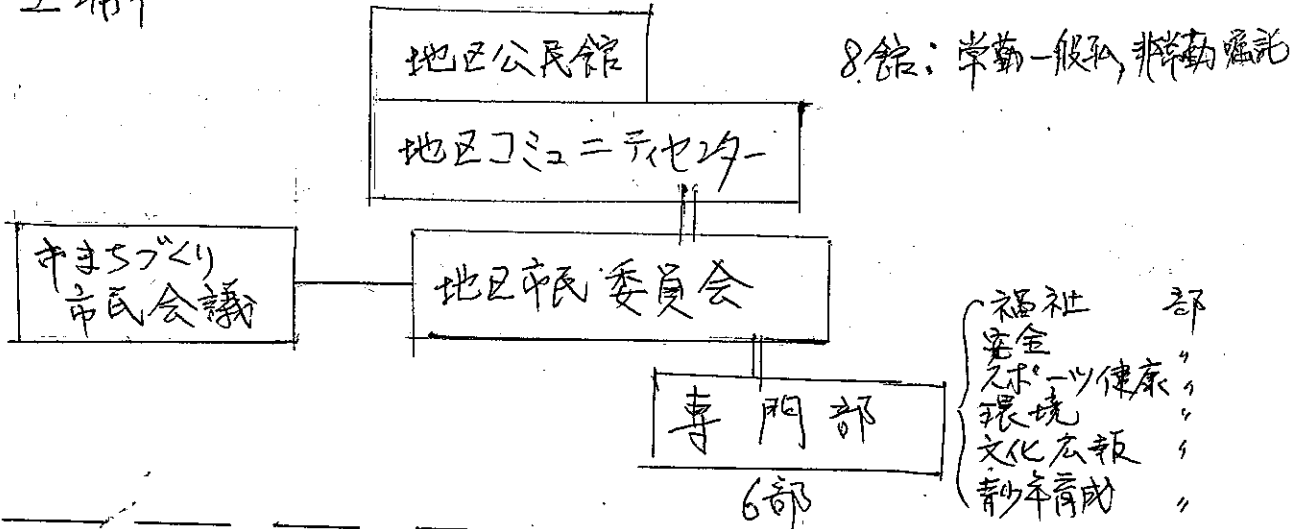 地区公民館
8館：常勤一般私,非常勤嘱託
地区コミュニティセンター
市まちづくり
市民会議
地区市民委員会
福祉 部
安全 〃
スポーツ健康 〃
環境 〃
文化広報 〃
青少年育成 〃
専門部
6部